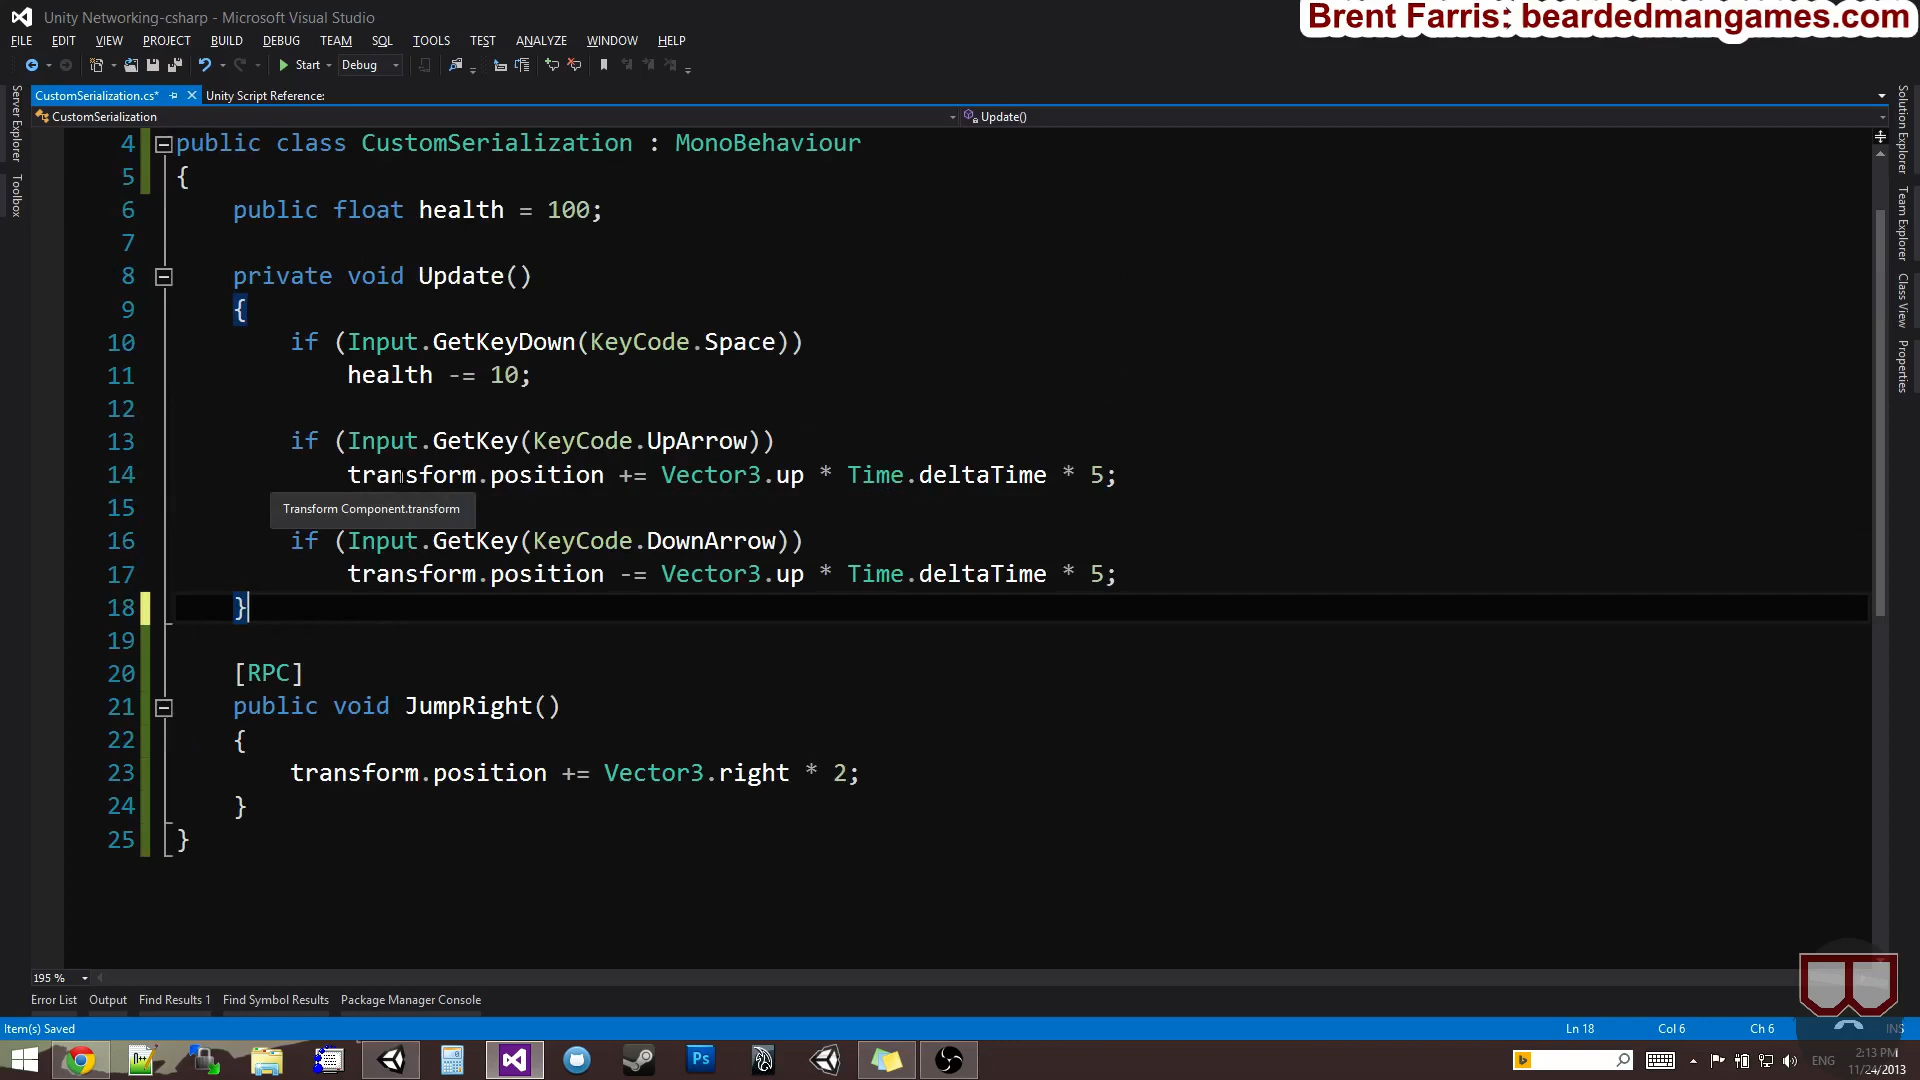 Unity Networking-csharp - Microsoft Visual Studio
Brent Farris: beardedmangames.com
FILE EDIT VIEW PROJECT BUILD DEBUG TEAM SQL TOOLS TEST ANALYZE WINDOW HELP
Start Debug
CustomSerialization.cs* Unity Script Reference:
CustomSerialization Update()
Server Explorer
Toolbox
Solution Explorer
Team Explorer
Class View
Properties
4 public class CustomSerialization : MonoBehaviour
5 {
6 public float health = 100;
7
8 private void Update()
9 {
10 if (Input.GetKeyDown(KeyCode.Space))
11 health -= 10;
12
13 if (Input.GetKey(KeyCode.UpArrow))
14 transform.position += Vector3.up * Time.deltaTime * 5;
15 Transform Component.transform
16 if (Input.GetKey(KeyCode.DownArrow))
17 transform.position -= Vector3.up * Time.deltaTime * 5;
18 }
19
20 [RPC]
21 public void JumpRight()
22 {
23 transform.position += Vector3.right * 2;
24 }
25 }
195 %
Error List Output Find Results 1 Find Symbol Results Package Manager Console
Item(s) Saved Ln 18 Col 6 Ch 6 INS
Ps ENG 2:13 PM
11/24/2013